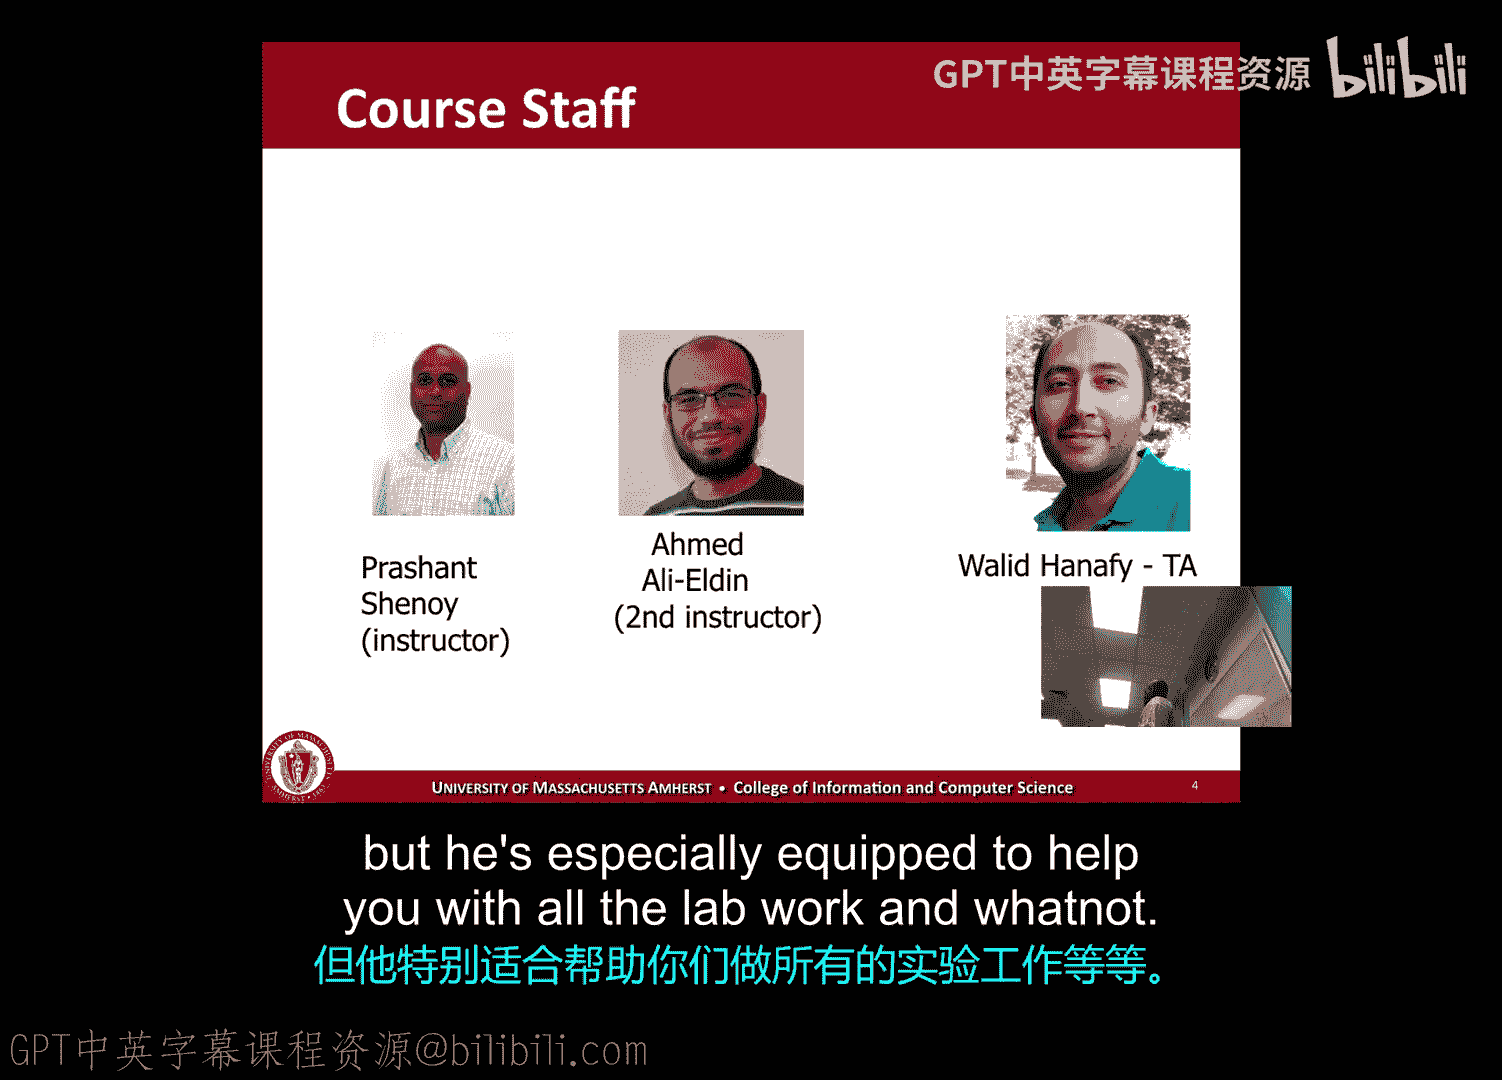 GPT中英字幕课程资源 bilibili
Course Staff
Prashant
Shenoy
(instructor)
Ahmed
Ali-Eldin
(2nd instructor)
Walid Hanafy - TA
UNIVERSITY OF MASSACHUSETTS AMHERST • College of Information and Computer Science
4
but he's especially equipped to help
you with all the lab work and whatnot.
但他特别适合帮助你们做所有的实验工作等等。
GPT中英字幕课程资源@bilibili.com